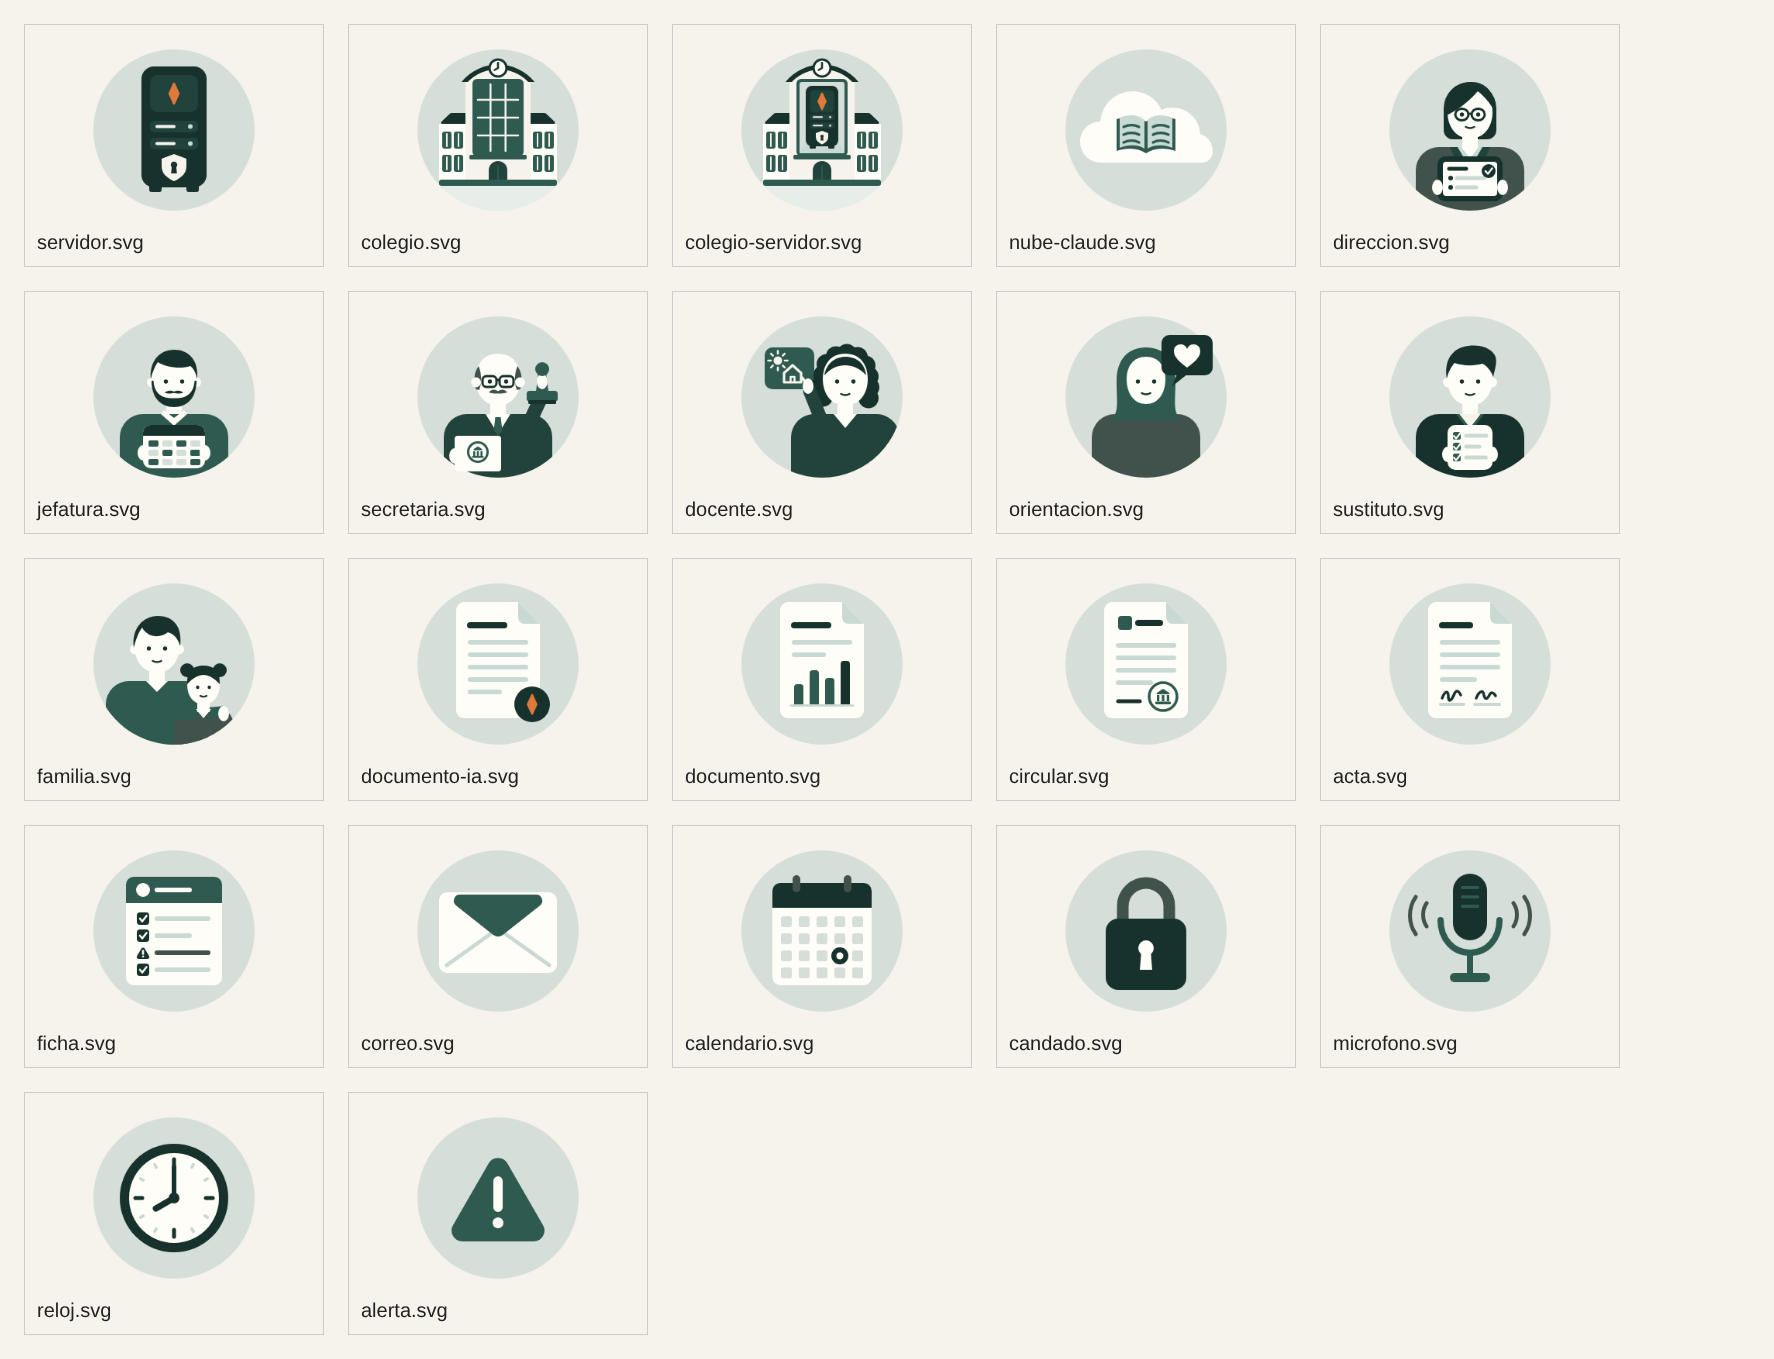 servidor.svg
colegio.svg
colegio-servidor.svg
nube-claude.svg
direccion.svg
jefatura.svg
secretaria.svg
docente.svg
orientacion.svg
sustituto.svg
familia.svg
documento-ia.svg
documento.svg
circular.svg
acta.svg
ficha.svg
correo.svg
calendario.svg
candado.svg
microfono.svg
reloj.svg
alerta.svg